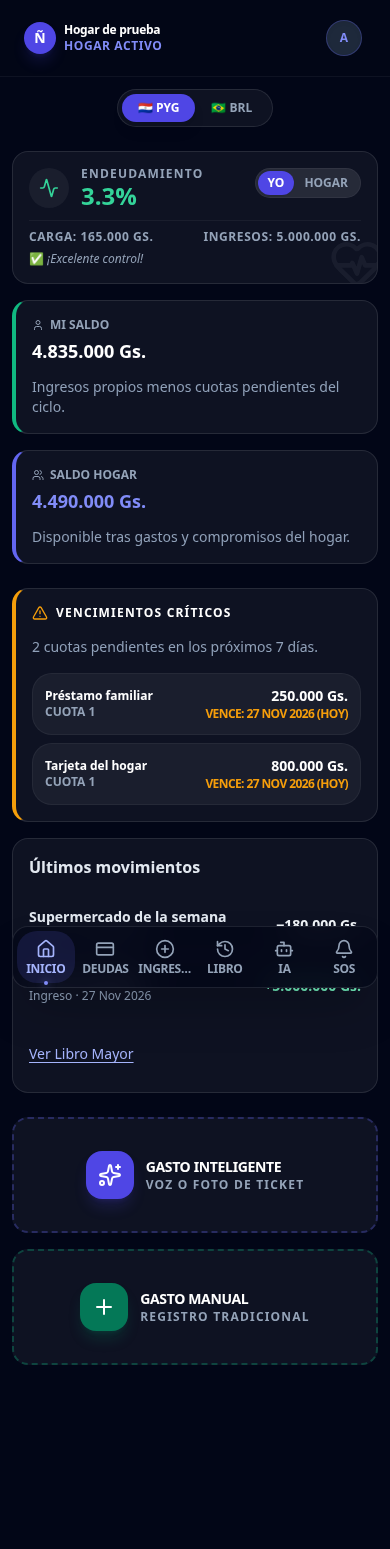 Ñ
Hogar de prueba
HOGAR ACTIVO
A
🇵🇾 PYG
🇧🇷 BRL
ENDEUDAMIENTO
3.3%
YO
HOGAR
CARGA: 165.000 GS.
INGRESOS: 5.000.000 GS.
✅ ¡Excelente control!
MI SALDO
4.835.000 Gs.
Ingresos propios menos cuotas pendientes del
ciclo.
SALDO HOGAR
4.490.000 Gs.
Disponible tras gastos y compromisos del hogar.
VENCIMIENTOS CRÍTICOS
2 cuotas pendientes en los próximos 7 días.
Préstamo familiar
250.000 Gs.
CUOTA 1
VENCE: 27 NOV 2026 (HOY)
Tarjeta del hogar
800.000 Gs.
CUOTA 1
VENCE: 27 NOV 2026 (HOY)
Últimos movimientos
Supermercado de la semana
−180.000 Gs.
INICIO
DEUDAS
INGRES...
LIBRO
IA
SOS
Ingreso · 27 Nov 2026
Ver Libro Mayor
GASTO INTELIGENTE
VOZ O FOTO DE TICKET
GASTO MANUAL
REGISTRO TRADICIONAL